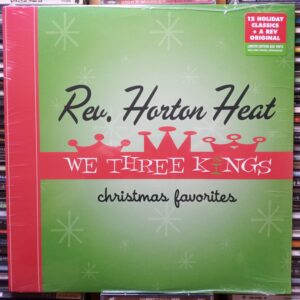 12 HOLIDAY
CLASSICS
+ A REV
ORIGINAL
Rev. Horton Heat
WE THREE KINGS
christmas favorites